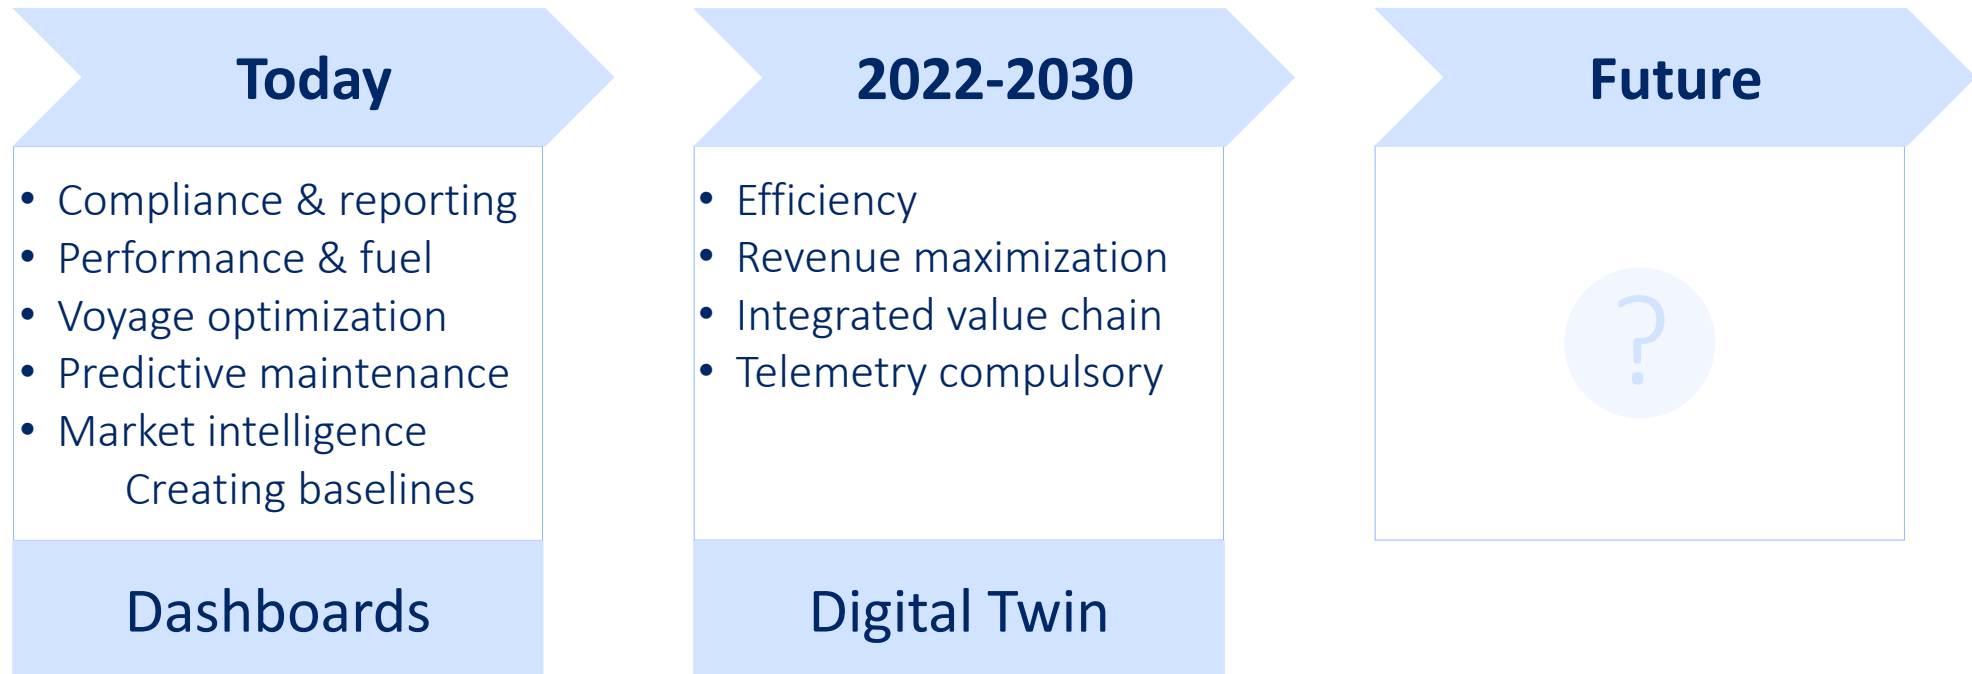 Today
• Compliance & reporting
• Performance & fuel
• Voyage optimization
• Predictive maintenance
• Market intelligence
Creating baselines
Dashboards
2022-2030
• Efficiency
• Revenue maximization
• Integrated value chain
• Telemetry compulsory
Digital Twin
Future
?